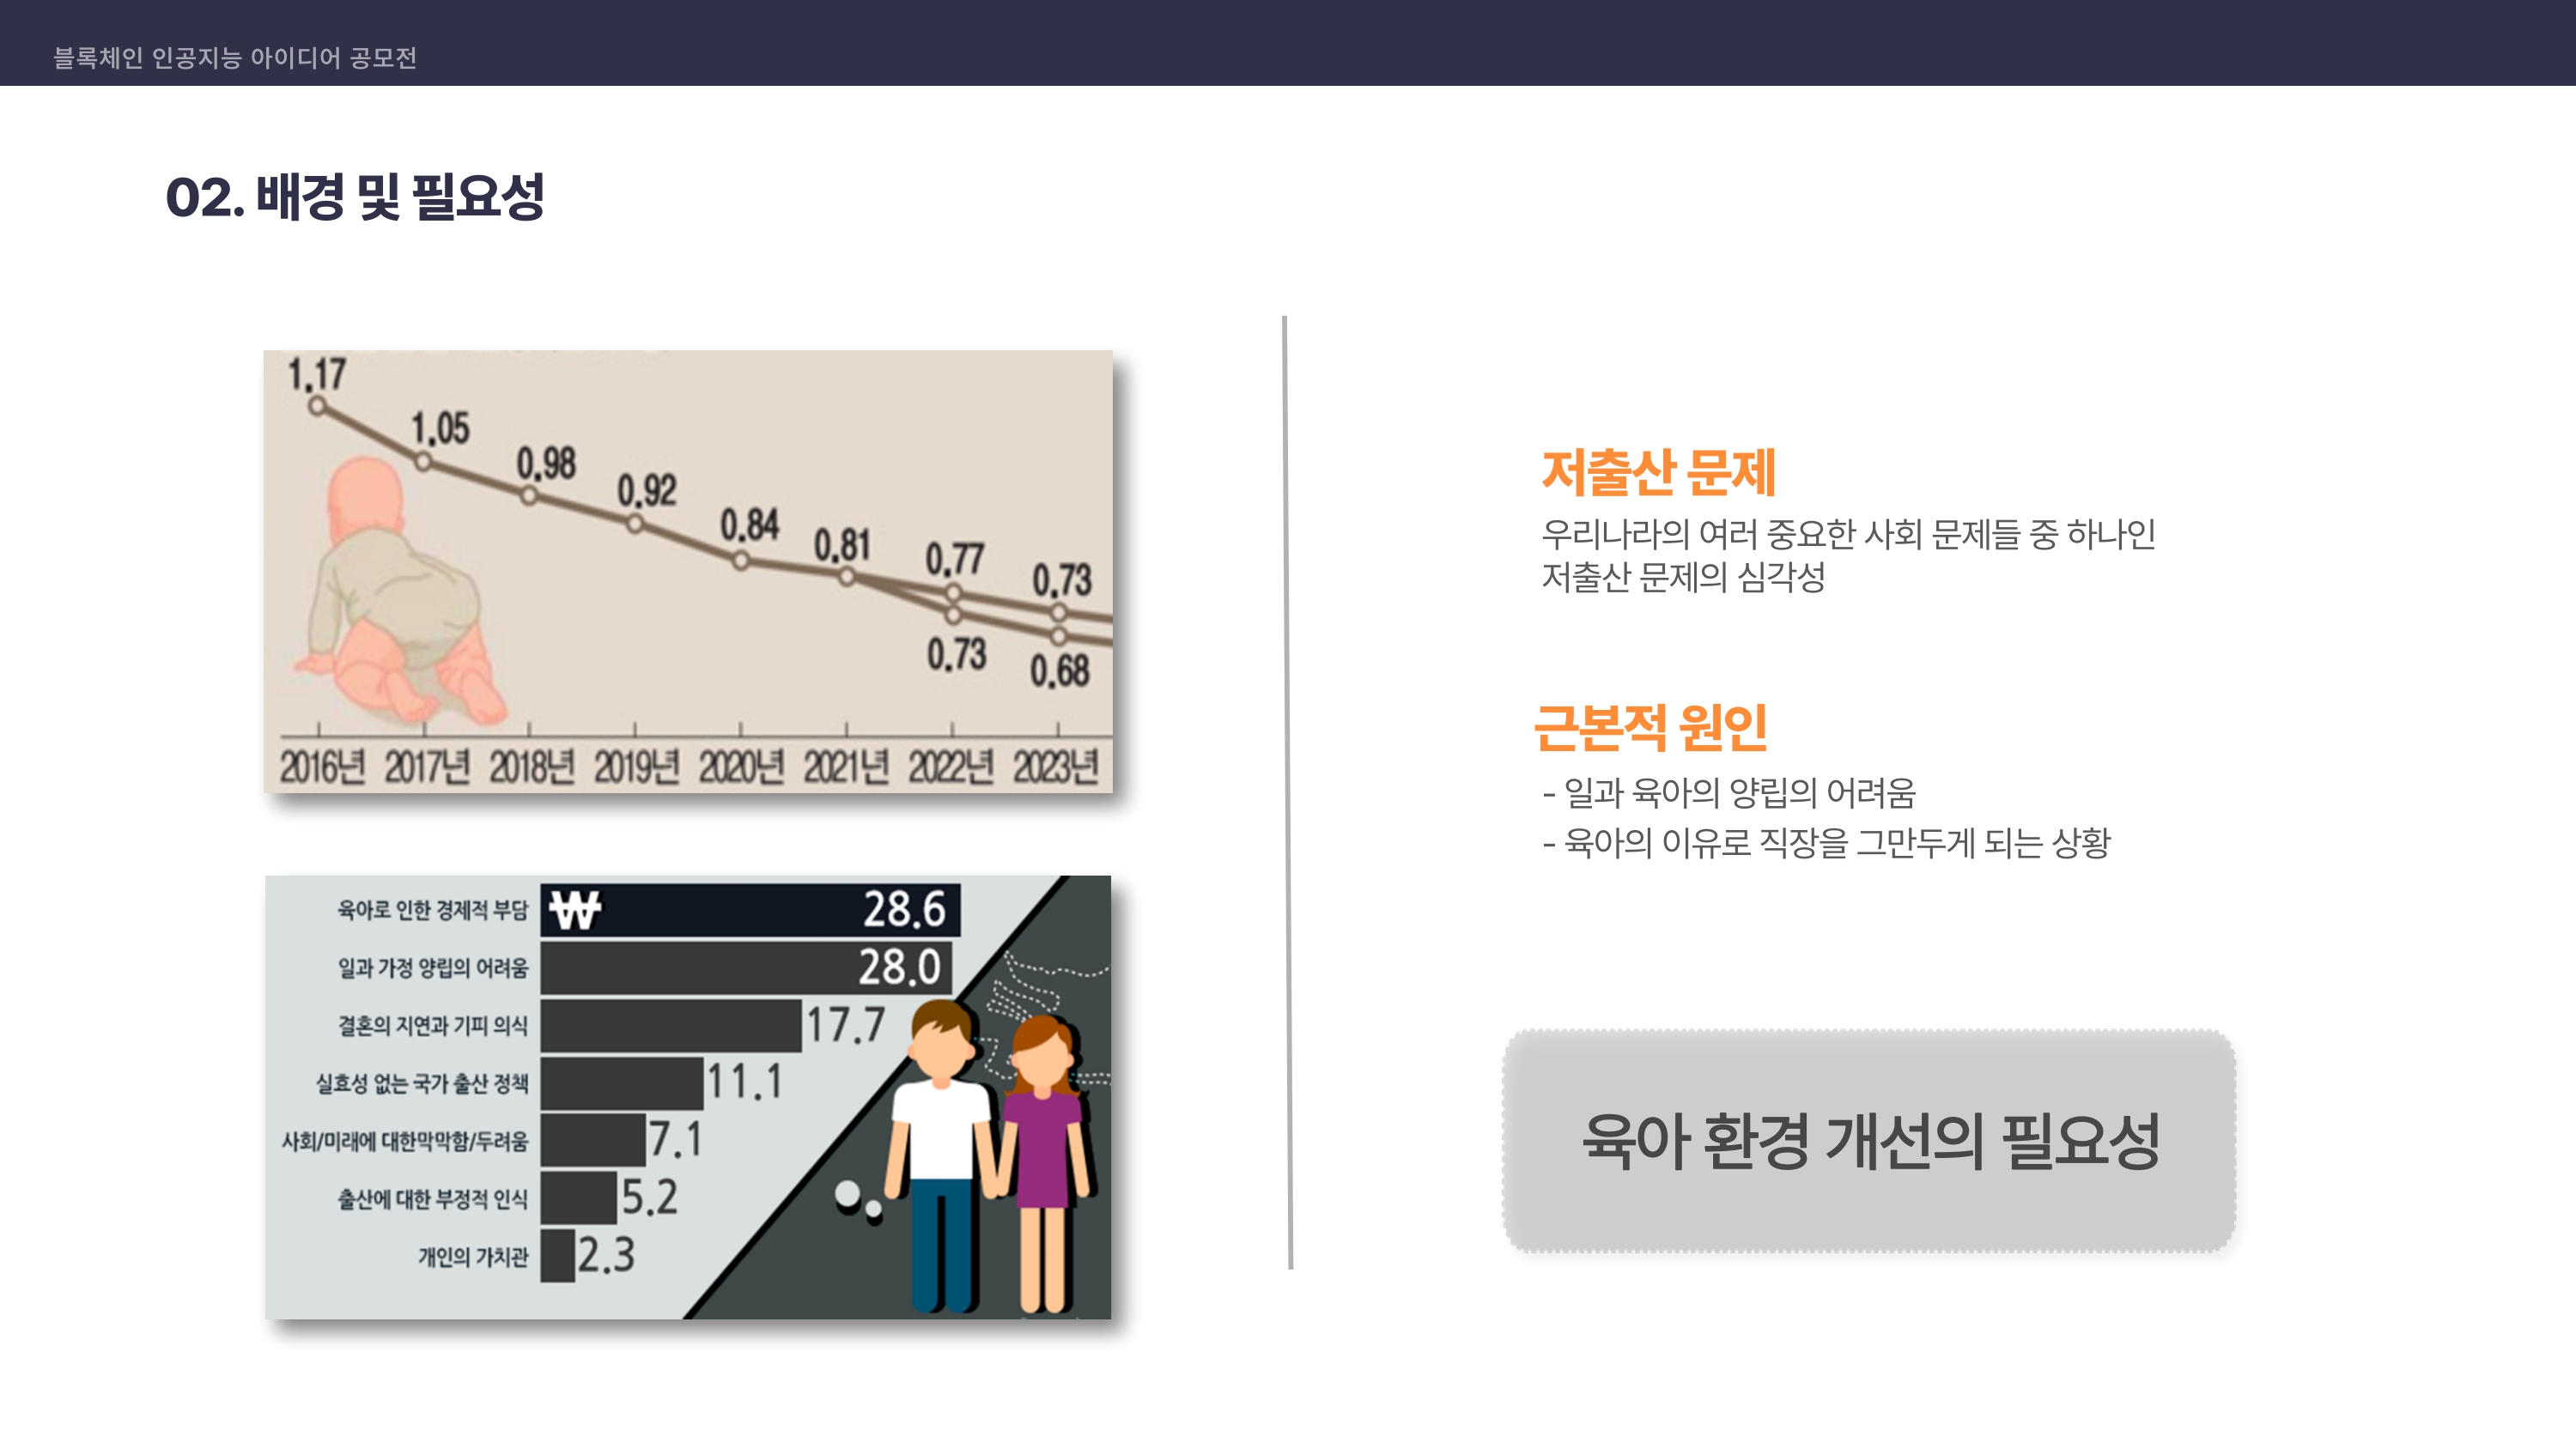 블록체인 인공지능 아이디어 공모전
02. 배경 및 필요성
1.17
1.05
0.98
0.92
0.84
0.81
0.77
0.73
0.73
0.68
2016년 2017년 2018년 2019년 2020년 2021년 2022년 2023년
육아로 인한 경제적 부담 ₩ 28.6
일과 가정 양립의 어려움 28.0
결혼의 지연과 기피 의식 17.7
실효성 없는 국가 출산 정책 11.1
사회/미래에 대한막막함/두려움 7.1
출산에 대한 부정적 인식 5.2
개인의 가치관 2.3
저출산 문제
우리나라의 여러 중요한 사회 문제들 중 하나인
저출산 문제의 심각성
근본적 원인
- 일과 육아의 양립의 어려움
- 육아의 이유로 직장을 그만두게 되는 상황
육아 환경 개선의 필요성